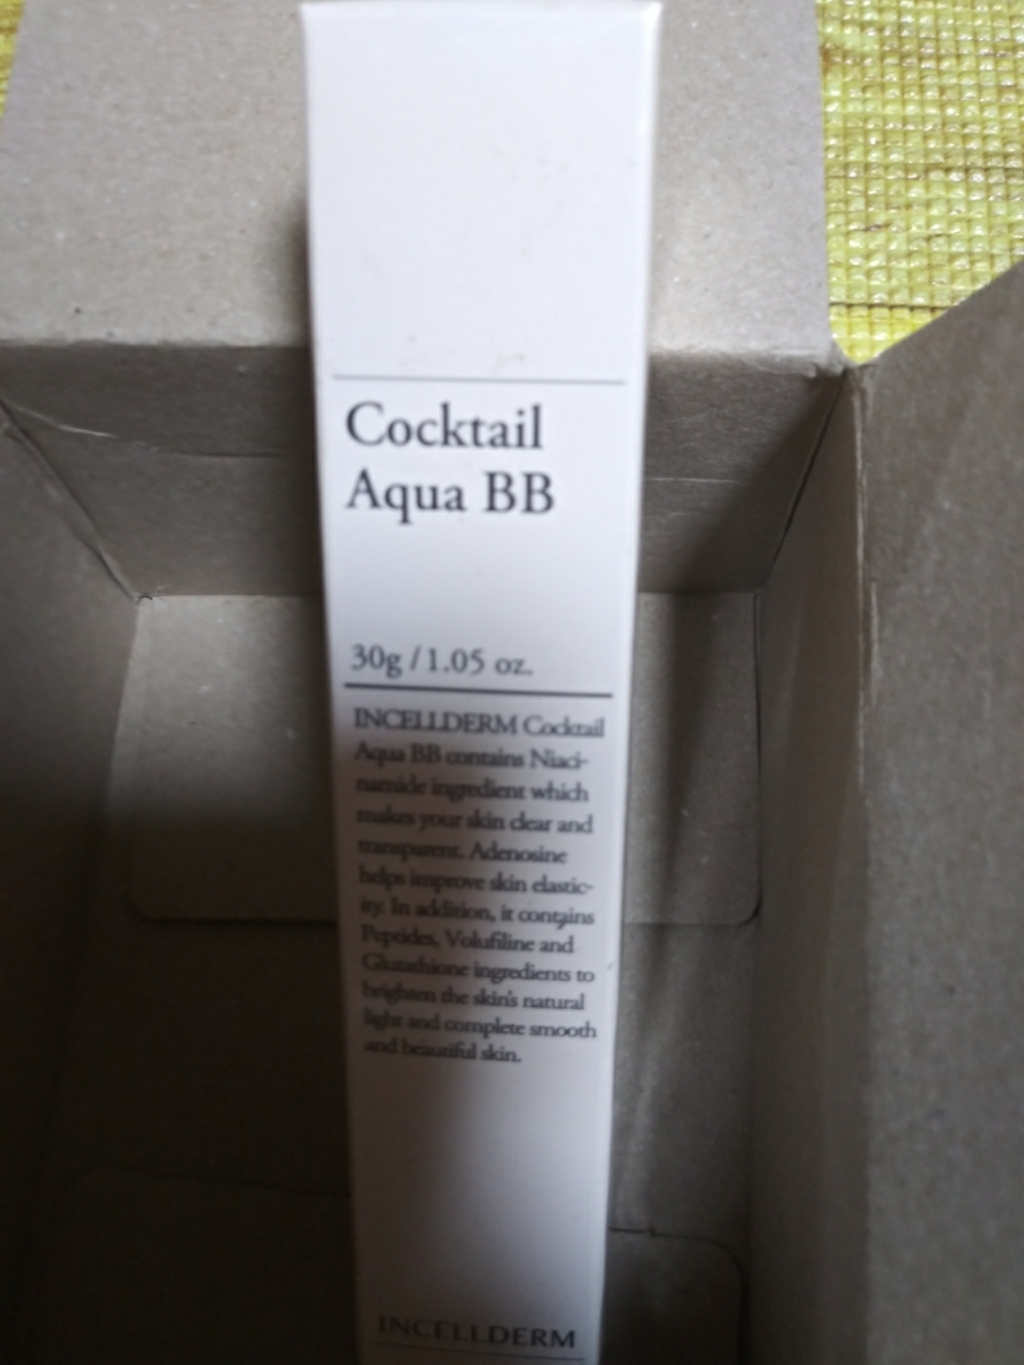 Cocktail
Aqua BB
30g / 1.05 oz.
INCELLDERM Cocktail
Aqua BB contains Niaci-
namide ingredient which
makes your skin clear and
transparent. Adenosine
helps improve skin elastic-
ity. In addition, it contains
Peptides, Volufiline and
Glutathione ingredients to
brighten the skin's natural
light and complete smooth
and beautiful skin.
INCELLDERM